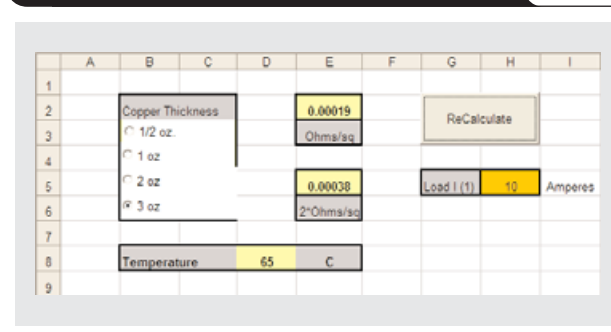 A B C D E F G H I
1
2 Copper Thickness 0.00019 ReCalculate
3 1/2 oz. Ohms/sq
4 1 oz
5 2 oz 0.00038 Load I (1) 10 Amperes
6 3 oz 2*Ohms/sq
7
8 Temperature 65 C
9